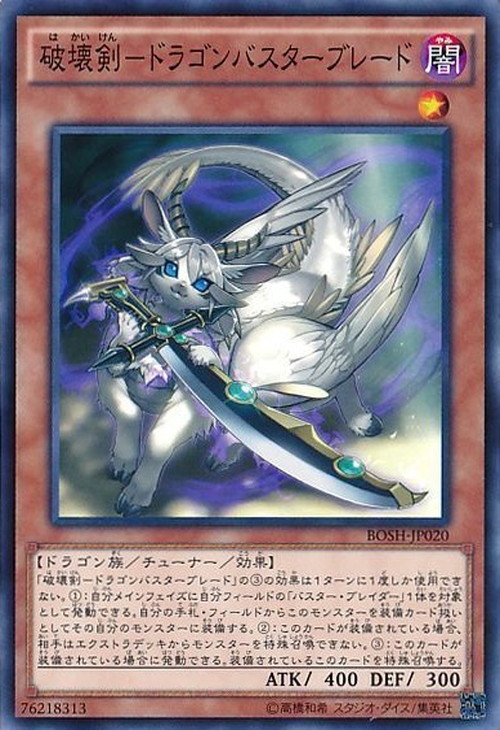 破壊剣－ドラゴンバスターブレード
はかいけん
闇
やみ
BOSH-JP020
【ドラゴン族／チューナー／効果】
「破壊剣－ドラゴンバスターブレード」の③の効果は１ターンに１度しか使用でき
ない。①：自分メインフェイズに自分フィールドの「バスター・ブレイダー」１体を対象
として発動できる。自分の手札・フィールドからこのモンスターを装備カード扱い
としてその自分のモンスターに装備する。②：このカードが装備されている場合、
相手はエクストラデッキからモンスターを特殊召喚できない。③：このカードが
装備されている場合に発動できる。装備されているこのカードを特殊召喚する。
ATK/ 400 DEF/ 300
76218313
©高橋和希 スタジオ・ダイス/集英社